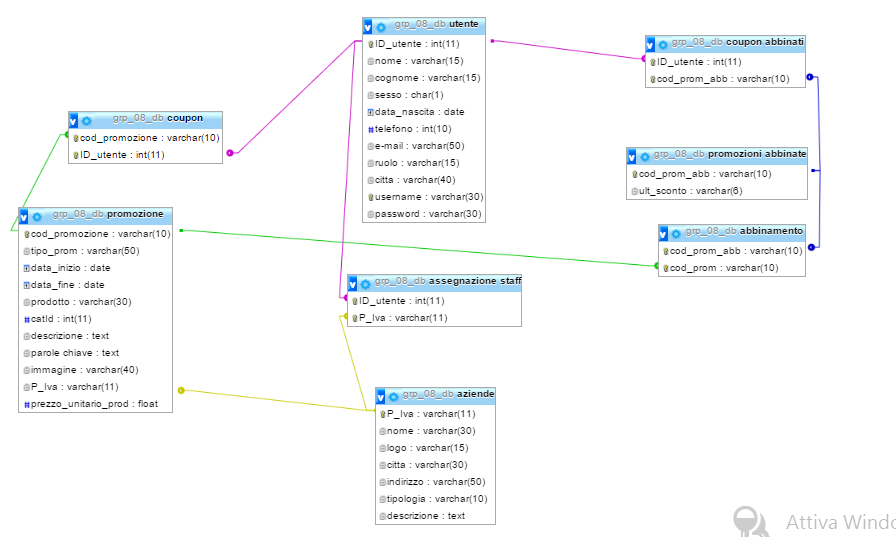 grp_08_db utente
ID_utente : int(11)
nome : varchar(15)
cognome : varchar(15)
sesso : char(1)
data_nascita : date
telefono : int(10)
e-mail : varchar(50)
ruolo : varchar(15)
citta : varchar(40)
username : varchar(30)
password : varchar(30)
grp_08_db coupon abbinati
ID_utente : int(11)
cod_prom_abb : varchar(10)
grp_08_db coupon
cod_promozione : varchar(10)
ID_utente : int(11)
grp_08_db promozioni abbinate
cod_prom_abb : varchar(10)
ult_sconto : varchar(6)
grp_08_db promozione
cod_promozione : varchar(10)
tipo_prom : varchar(50)
data_inizio : date
data_fine : date
prodotto : varchar(30)
catId : int(11)
descrizione : text
parole chiave : text
immagine : varchar(40)
P_Iva : varchar(11)
prezzo_unitario_prod : float
grp_08_db abbinamento
cod_prom_abb : varchar(10)
cod_prom : varchar(10)
grp_08_db assegnazione staff
ID_utente : int(11)
P_Iva : varchar(11)
grp_08_db aziende
P_Iva : varchar(11)
nome : varchar(30)
logo : varchar(15)
citta : varchar(30)
indirizzo : varchar(50)
tipologia : varchar(10)
descrizione : text
Attiva Windo